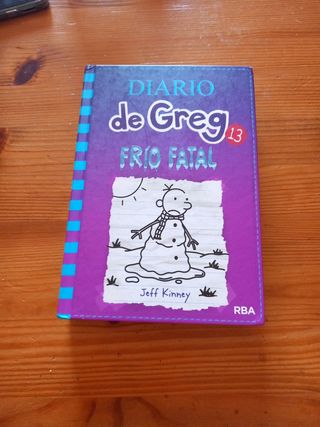 DIARIO
de Greg
13
FRÍO FATAL
Jeff Kinney
RBA